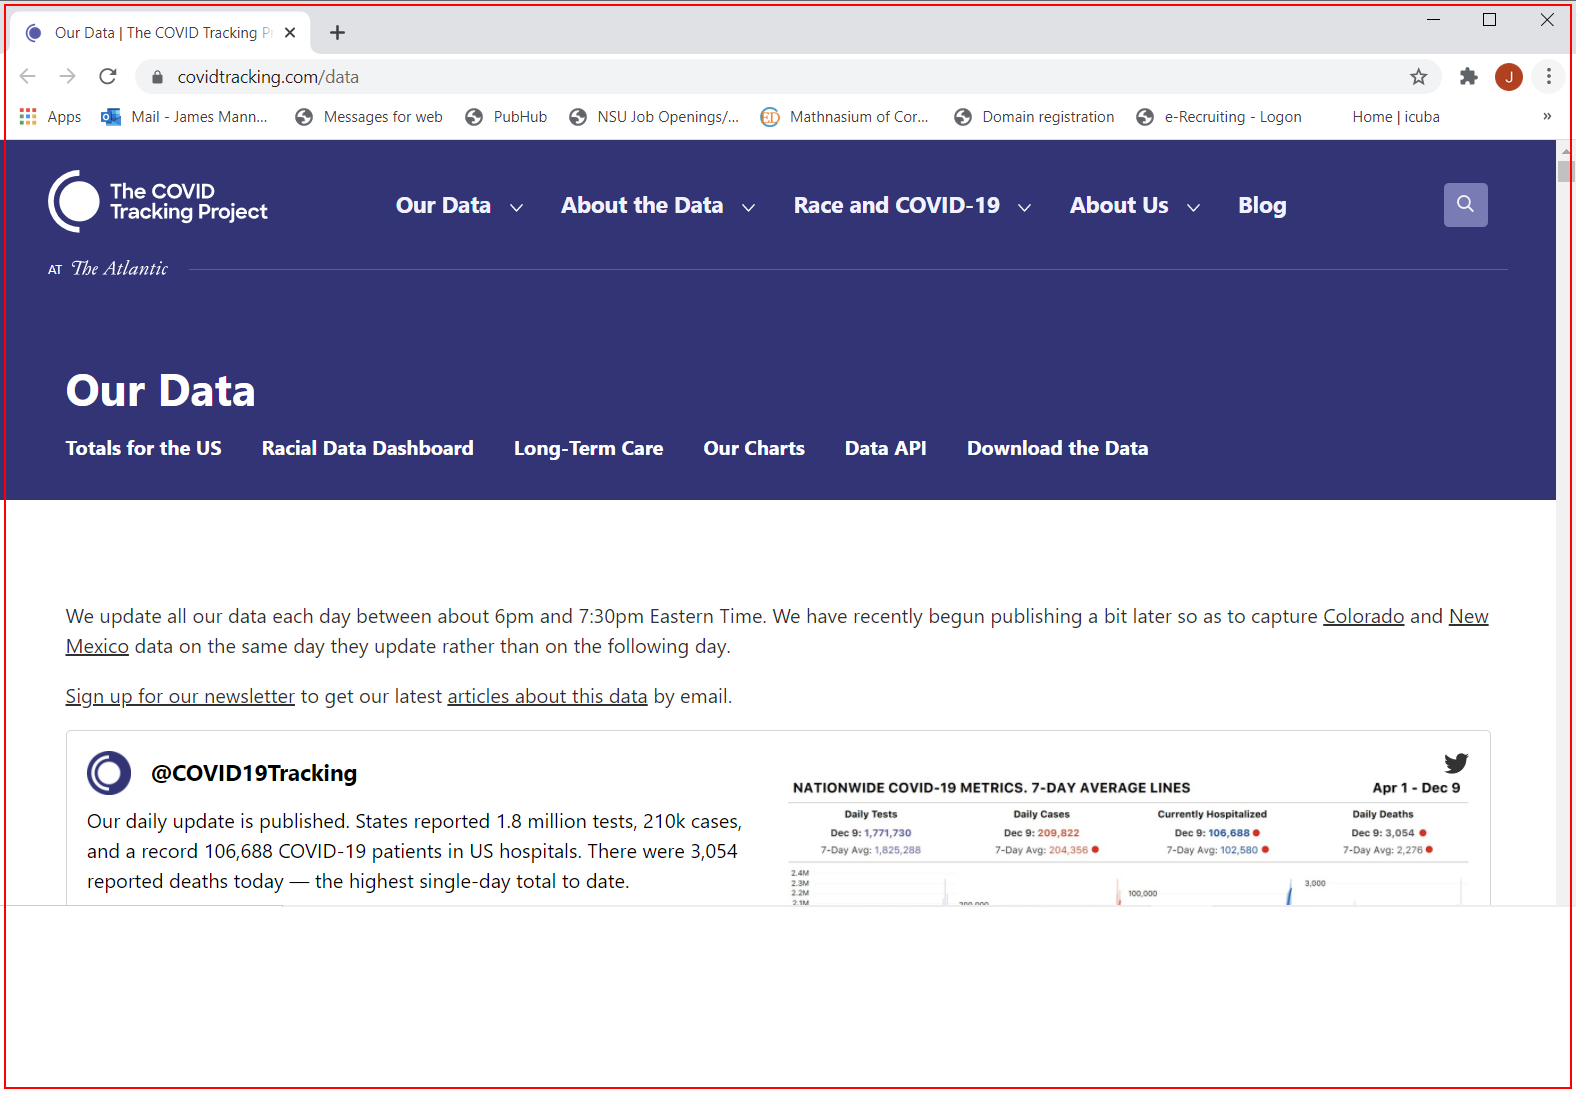 Our Data | The COVID Tracking P
covidtracking.com/data
J
Apps
Mail - James Mann...
Messages for web
PubHub
NSU Job Openings/...
ED
Mathnasium of Cor...
Domain registration
e-Recruiting - Logon
Home | icuba
»
The COVID
Tracking Project
Our Data
About the Data
Race and COVID-19
About Us
Blog
AT The Atlantic
Our Data
Totals for the US
Racial Data Dashboard
Long-Term Care
Our Charts
Data API
Download the Data
We update all our data each day between about 6pm and 7:30pm Eastern Time. We have recently begun publishing a bit later so as to capture Colorado and New
Mexico data on the same day they update rather than on the following day.
Sign up for our newsletter to get our latest articles about this data by email.
@COVID19Tracking
Our daily update is published. States reported 1.8 million tests, 210k cases,
and a record 106,688 COVID-19 patients in US hospitals. There were 3,054
reported deaths today — the highest single-day total to date.
NATIONWIDE COVID-19 METRICS. 7-DAY AVERAGE LINES
Apr 1 - Dec 9
Daily Tests
Dec 9: 1,771,730
7-Day Avg: 1,825,288
Daily Cases
Dec 9: 209,822
7-Day Avg: 204,356
Currently Hospitalized
Dec 9: 106,688
7-Day Avg: 102,580
Daily Deaths
Dec 9: 3,054
7-Day Avg: 2,276
2.4M
2.3M
2.2M
2.1M
100,000
3,000